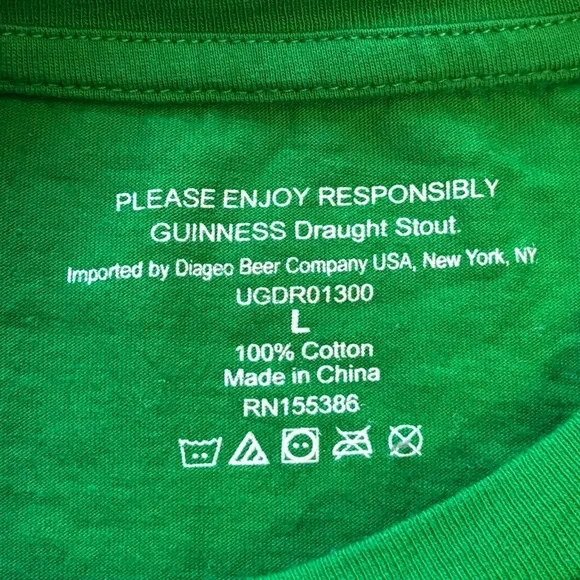 PLEASE ENJOY RESPONSIBLY
GUINNESS Draught Stout.
Imported by Diageo Beer Company USA, New York, NY
UGDR01300
L
100% Cotton
Made in China
RN155386